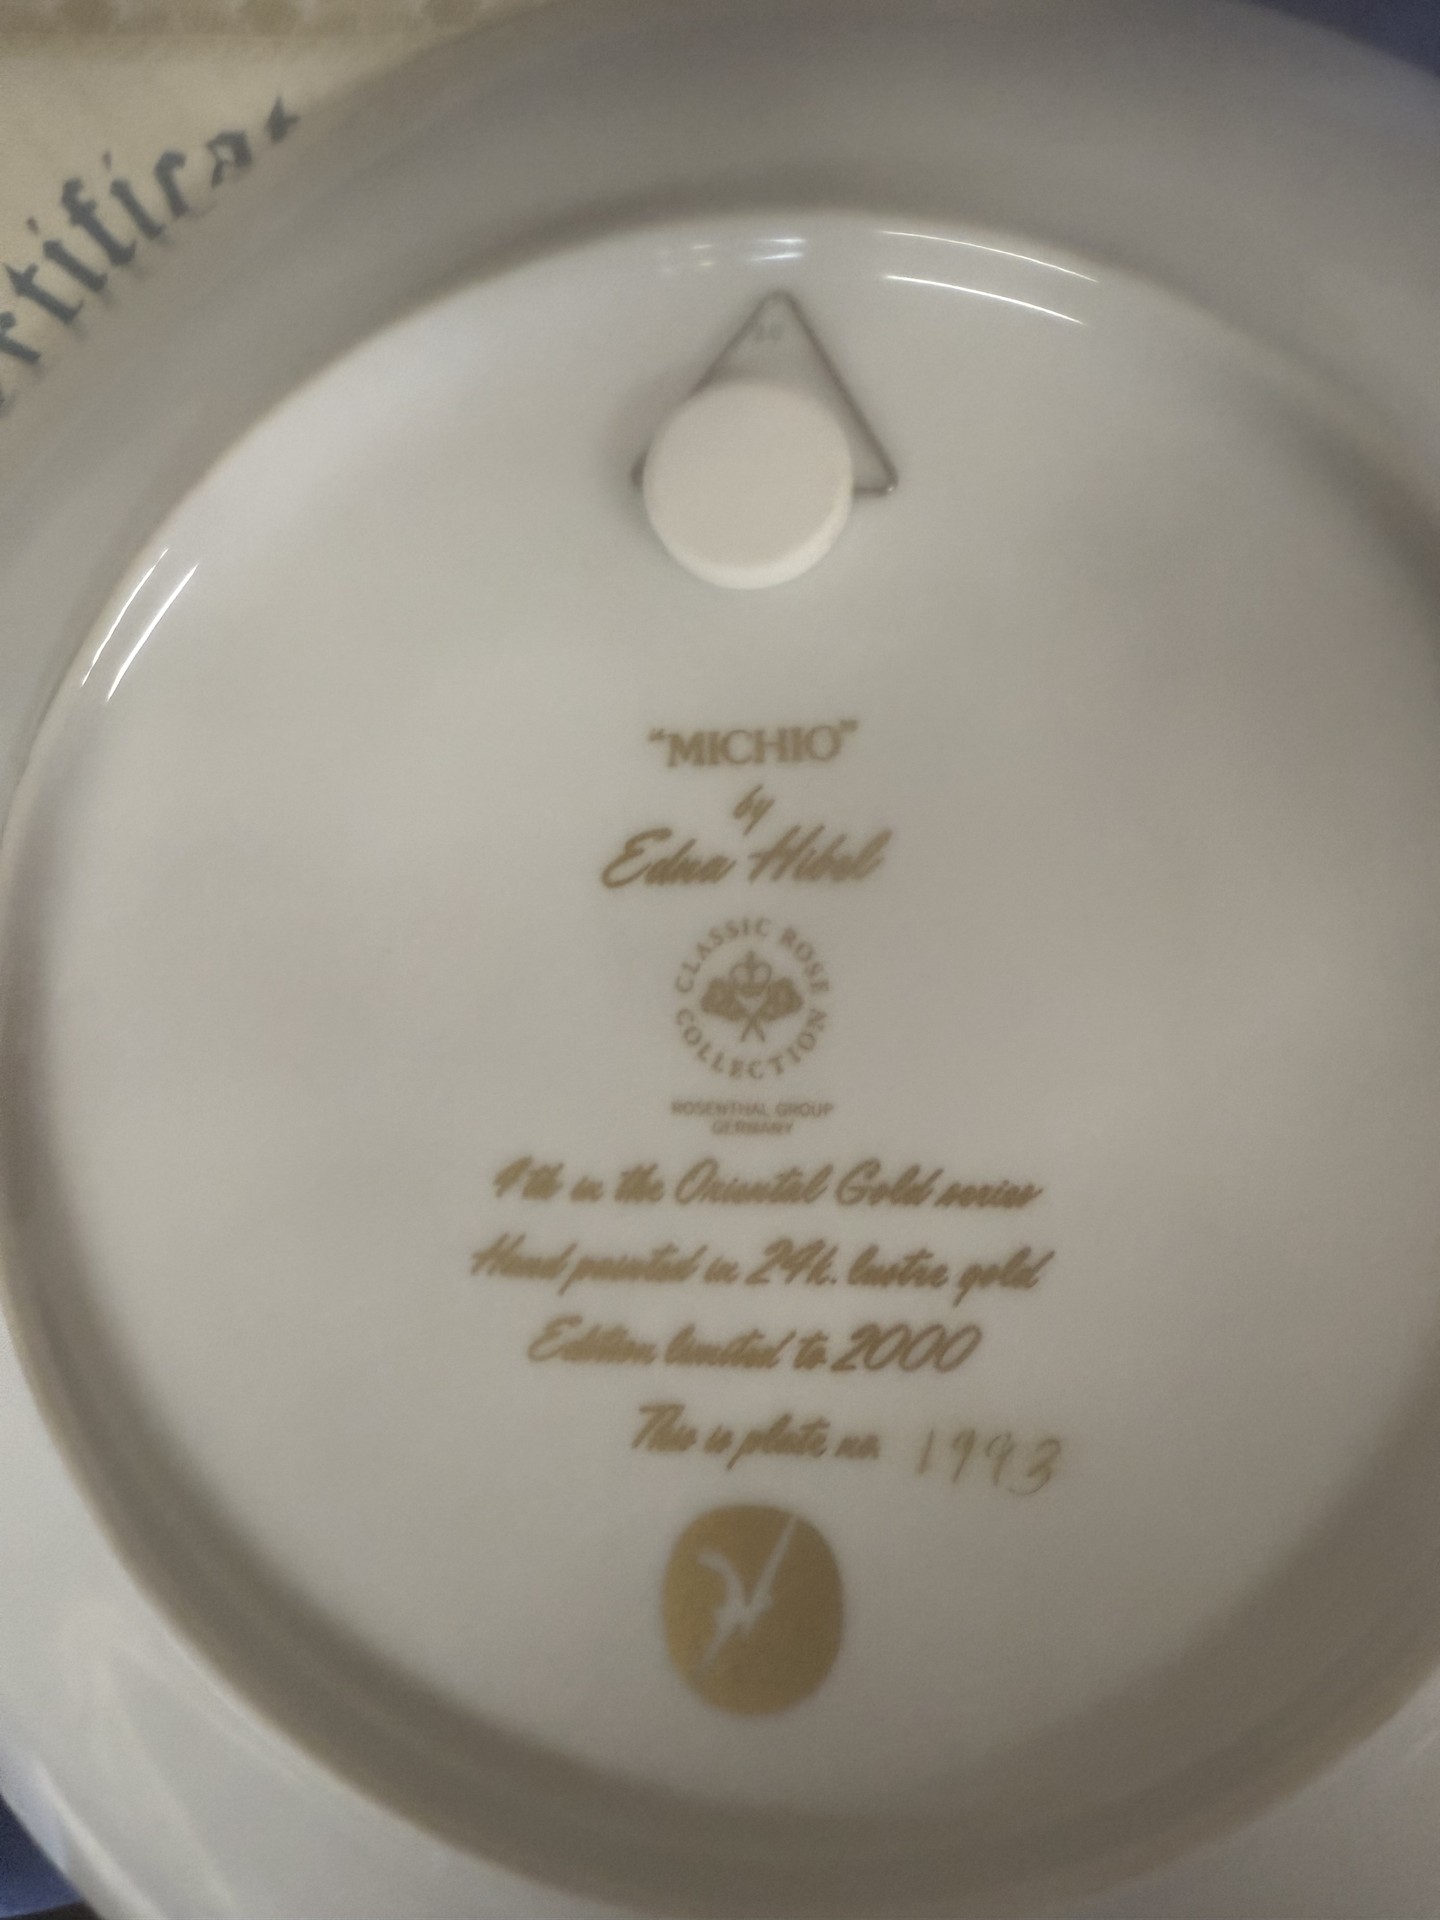 rtificat
"MICHIO"
by
Edna Hibel
CLASSIC ROSE COLLECTION
ROSENTHAL GROUP
GERMANY
4th in the Oriental Gold series
Hand painted in 24k. lustre gold
Edition limited to 2000
This is plate no. 1993